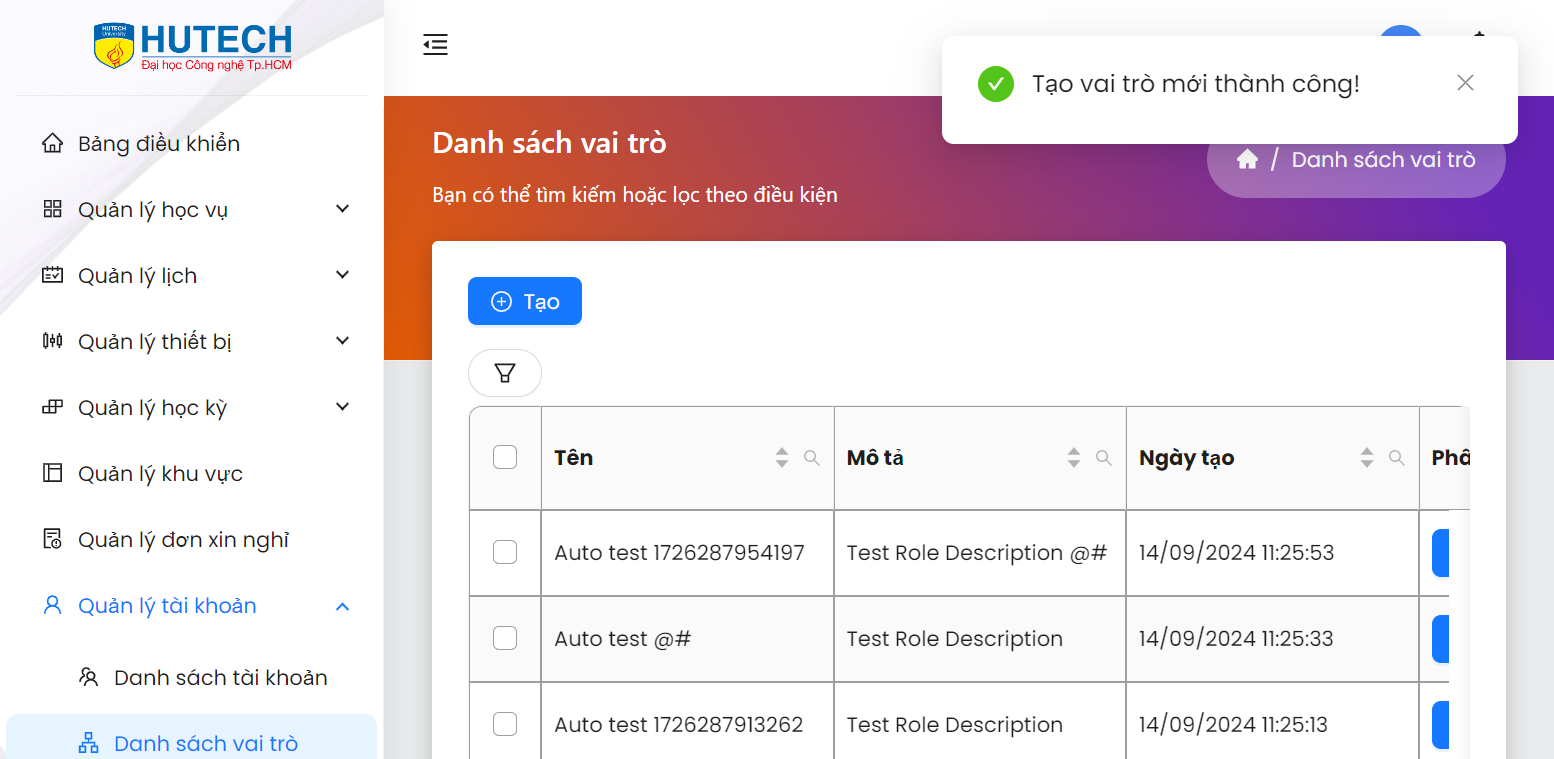 HUTECH
University
HUTECH
Đại học Công nghệ Tp.HCM
Bảng điều khiển
Quản lý học vụ
Quản lý lịch
Quản lý thiết bị
Quản lý học kỳ
Quản lý khu vực
Quản lý đơn xin nghỉ
Quản lý tài khoản
Danh sách tài khoản
Danh sách vai trò
Tạo vai trò mới thành công!
Danh sách vai trò
/ Danh sách vai trò
Bạn có thể tìm kiếm hoặc lọc theo điều kiện
Tạo
Tên Mô tả Ngày tạo Phâ
Auto test 1726287954197 Test Role Description @# 14/09/2024 11:25:53
Auto test @# Test Role Description 14/09/2024 11:25:33
Auto test 1726287913262 Test Role Description 14/09/2024 11:25:13